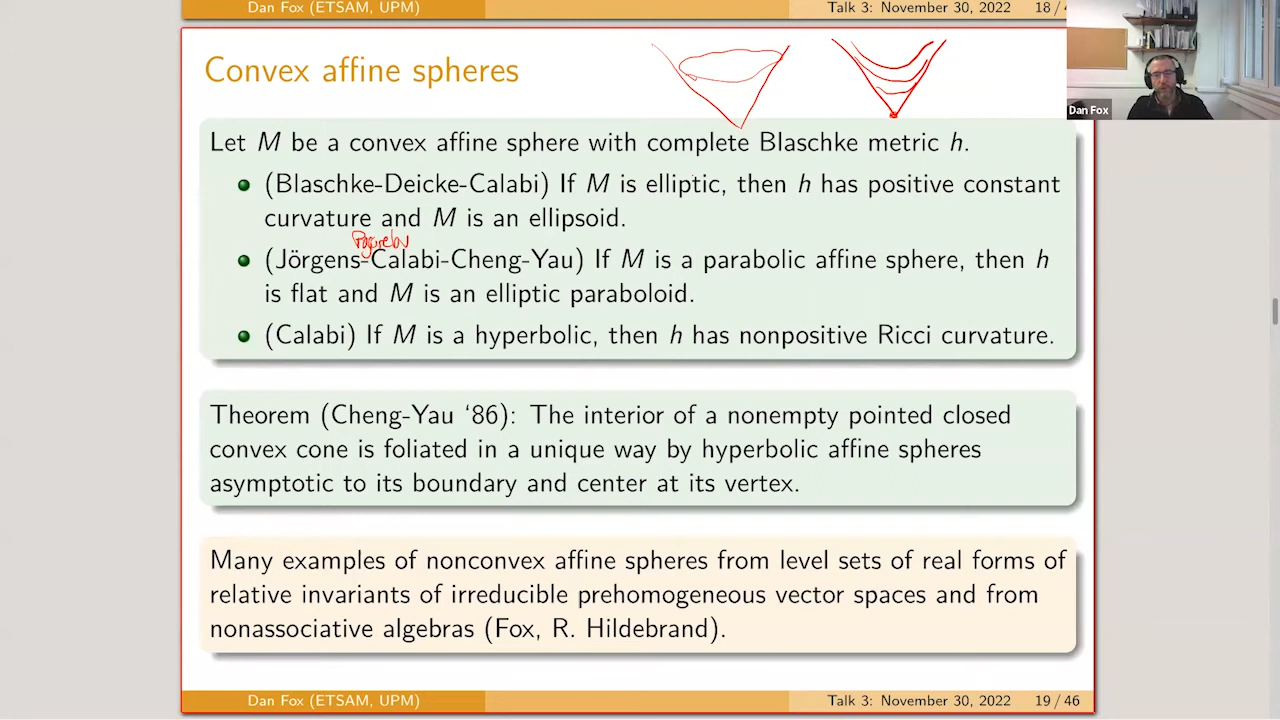 Dan Fox (ETSAM, UPM) Talk 3: November 30, 2022 18 /
Convex affine spheres
Dan Fox
Let M be a convex affine sphere with complete Blaschke metric h.
(Blaschke-Deicke-Calabi) If M is elliptic, then h has positive constant
curvature and M is an ellipsoid.
Pogorelov
(Jörgens-Calabi-Cheng-Yau) If M is a parabolic affine sphere, then h
is flat and M is an elliptic paraboloid.
(Calabi) If M is a hyperbolic, then h has nonpositive Ricci curvature.
Theorem (Cheng-Yau ‘86): The interior of a nonempty pointed closed
convex cone is foliated in a unique way by hyperbolic affine spheres
asymptotic to its boundary and center at its vertex.
Many examples of nonconvex affine spheres from level sets of real forms of
relative invariants of irreducible prehomogeneous vector spaces and from
nonassociative algebras (Fox, R. Hildebrand).
Dan Fox (ETSAM, UPM) Talk 3: November 30, 2022 19 / 46